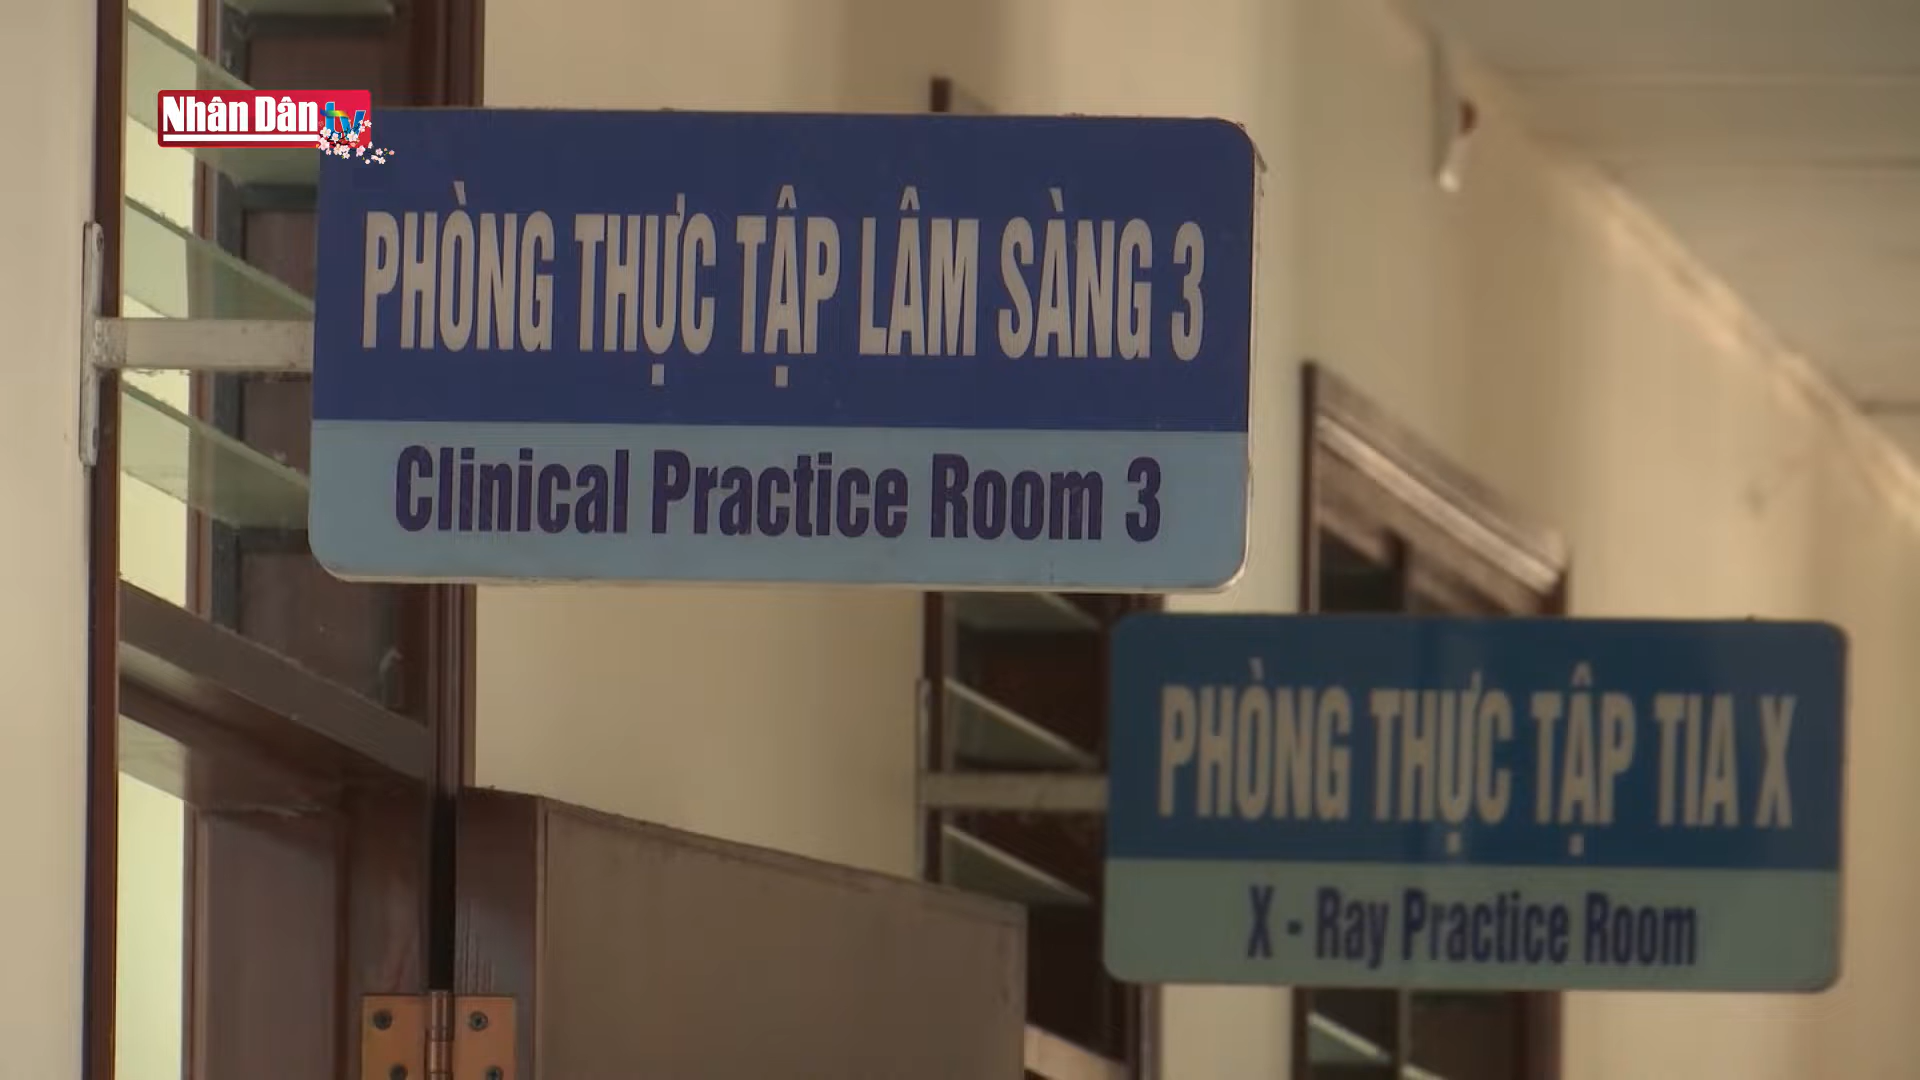 Nhân Dân tv
PHÒNG THỰC TẬP LÂM SÀNG 3
Clinical Practice Room 3
PHÒNG THỰC TẬP TIA X
X - Ray Practice Room